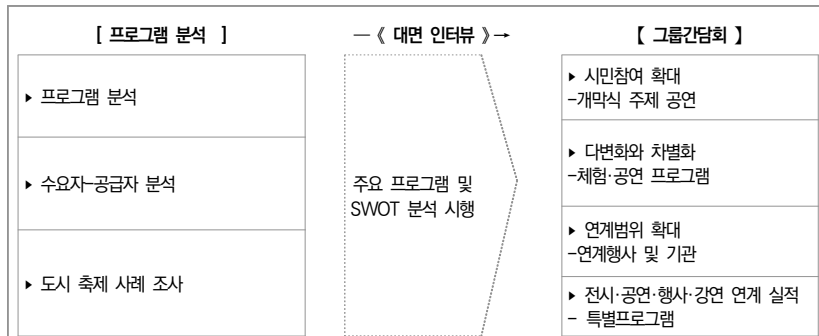 [ 프로그램 분석 ]
─《 대면 인터뷰 》→
【 그룹간담회 】
▶ 프로그램 분석
▶ 수요자-공급자 분석
▶ 도시 축제 사례 조사
주요 프로그램 및
SWOT 분석 시행
▶ 시민참여 확대
-개막식 주제 공연
▶ 다변화와 차별화
-체험·공연 프로그램
▶ 연계범위 확대
-연계행사 및 기관
▶ 전시·공연·행사·강연 연계 실적
- 특별프로그램